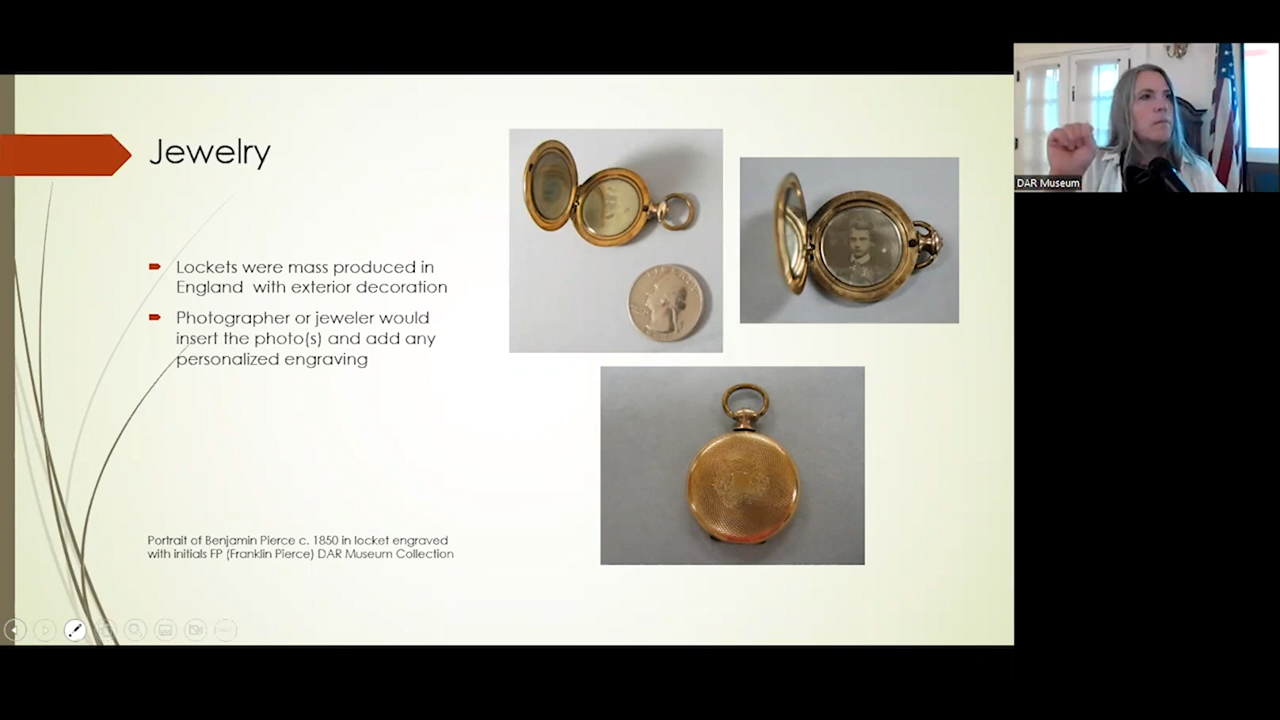 Jewelry
Lockets were mass produced in
England with exterior decoration
Photographer or jeweler would
insert the photo(s) and add any
personalized engraving
Portrait of Benjamin Pierce c. 1850 in locket engraved
with initials FP (Franklin Pierce) DAR Museum Collection
DAR Museum